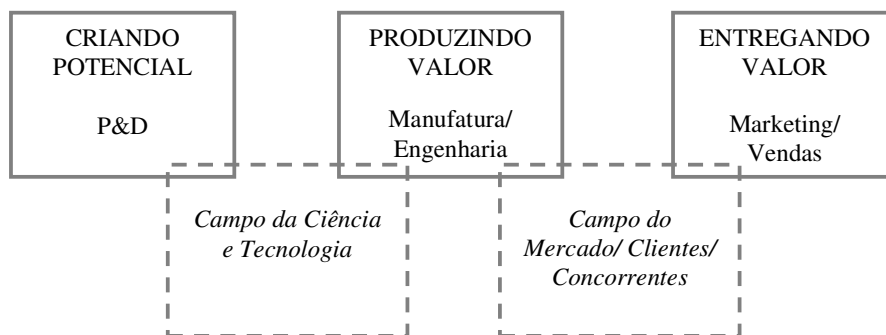 CRIANDO
POTENCIAL
P&D
PRODUZINDO
VALOR
Manufatura/
Engenharia
ENTREGANDO
VALOR
Marketing/
Vendas
Campo da Ciência
e Tecnologia
Campo do
Mercado/ Clientes/
Concorrentes